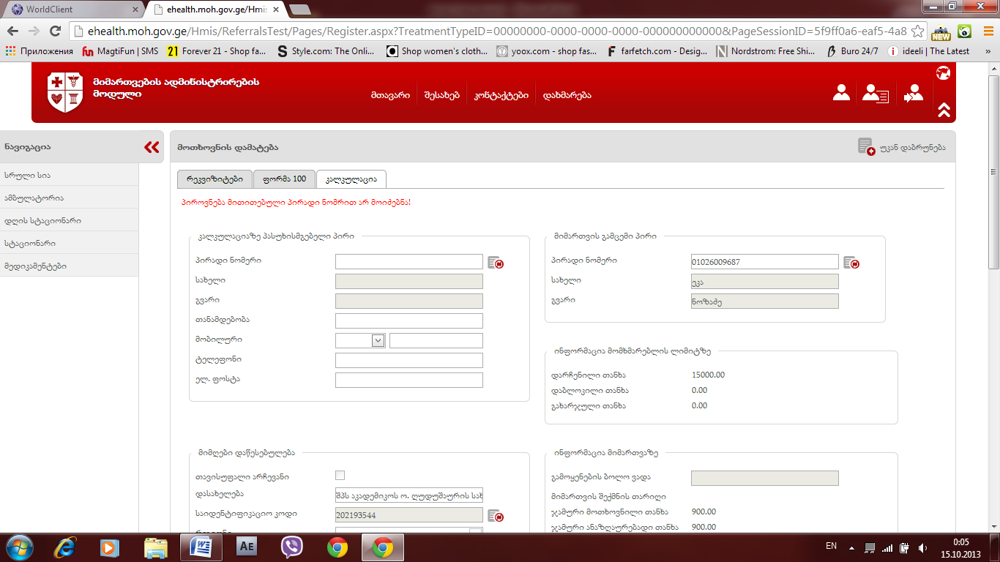 WorldClient
ehealth.moh.gov.ge/Hmis
ehealth.moh.gov.ge/Hmis/ReferralsTest/Pages/Register.aspx?TreatmentTypeID=00000000-0000-0000-0000-000000000000&PageSessionID=5f9ff0a6-eaf5-4a8
NEW
Приложения
MagtiFun | SMS
Forever 21 - Shop fa...
Style.com: The Onli...
Shop women's cloth...
yoox.com - shop fas...
farfetch.com - Desig...
Nordstrom: Free Shi...
Buro 24/7
ideeli | The Latest
»
მიმართვების ადმინისტრირების
მოდული
მთავარი
შესახებ
კონტაქტები
დახმარება
ნავიგაცია
მოთხოვნის დამატება
უკან დაბრუნება
სრული სია
ამბულატორია
დღის სტაციონარი
სტაციონარი
მედიკამენტები
რეკვიზიტები
ფორმა 100
კალკულაცია
პიროვნება მითითებული პირადი ნომრით არ მოიძებნა!
კალკულაციაზე პასუხისმგებელი პირი
პირადი ნომერი
სახელი
გვარი
თანამდებობა
მობილური
ტელეფონი
ელ. ფოსტა
მიმართვის გამცემი პირი
პირადი ნომერი 01026009687
სახელი ეკა
გვარი ნოზაძე
ინფორმაცია მომხმარებლის ლიმიტზე
დარჩენილი თანხა 15000.00
დაბლოკილი თანხა 0.00
გახარჯული თანხა 0.00
მიმღები დაწესებულება
თავისუფალი არჩევანი
დასახელება შპს აკადემიკოს ო. ღუდუშაურის სახ
საიდენტიფიკაციო კოდი 202193544
ინფორმაცია მიმართვაზე
გამოყენების ბოლო ვადა
მიმართვის შექმნის თარიღი
ჯამური მოთხოვნილი თანხა 900.00
ჯამური ანაზღაურებადი თანხა 900.00
W
AE
EN
0:05
15.10.2013